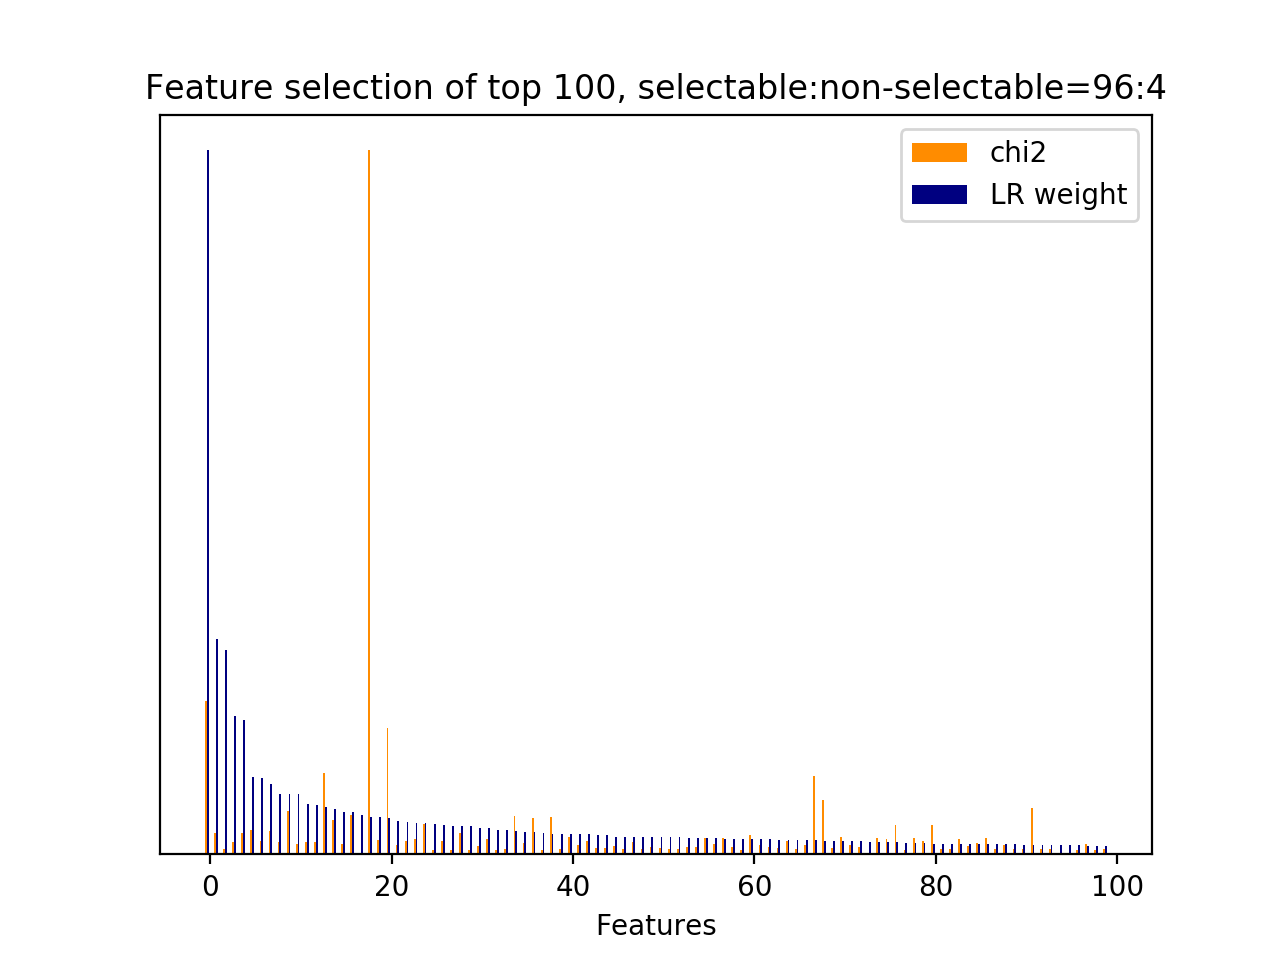 Feature selection of top 100, selectable:non-selectable=96:4
chi2
LR weight
0 20 40 60 80 100
Features